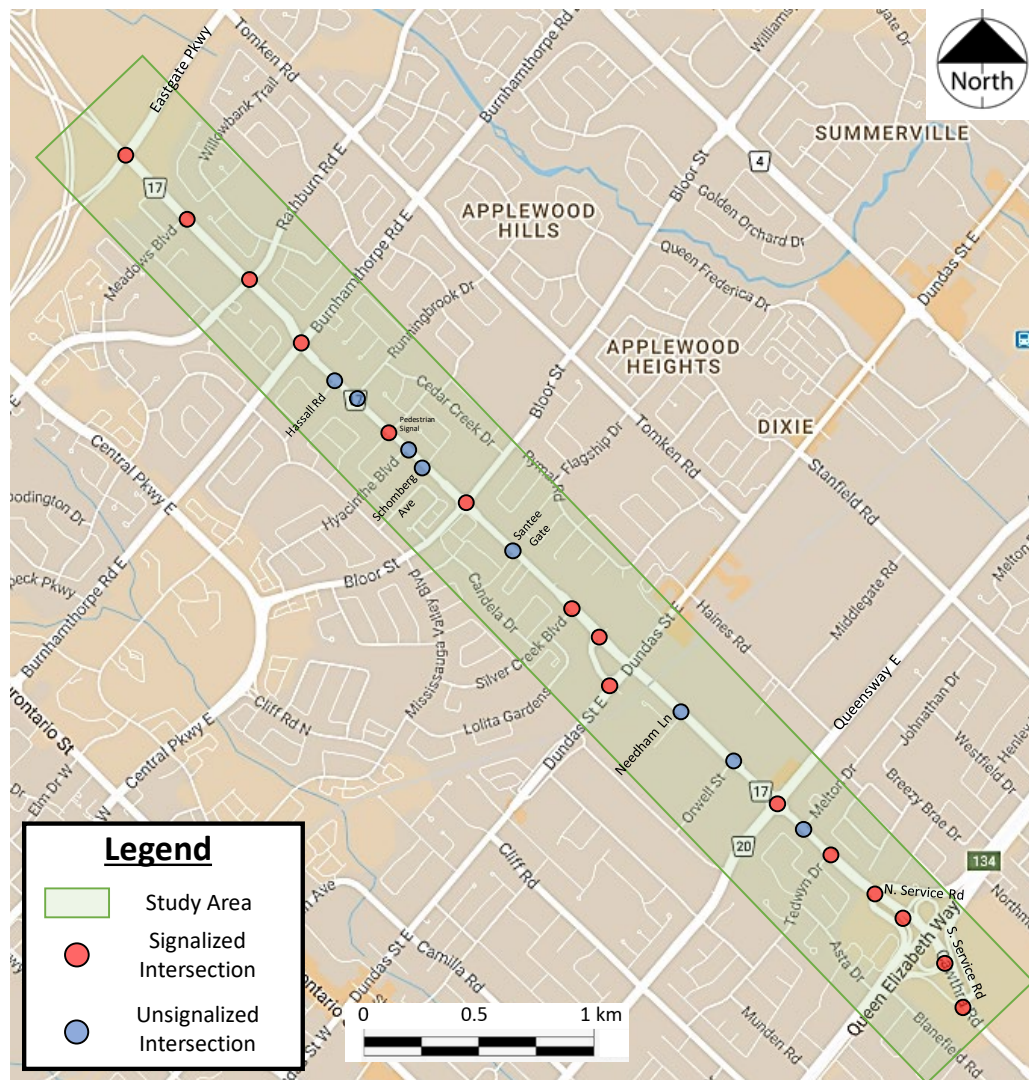 Eastgate Pkwy
Tomken Rd
Burnhamthorpe Rd E
North
SUMMERVILLE
4
Willowbank Trail
17
Rathburn Rd E
Bloor St
Golden Orchard Dr
Meadows Blvd
APPLEWOOD
HILLS
Queen Frederica Dr
Dundas St E
Burnhamthorpe Rd E
Runningbrook Dr
APPLEWOOD
HEIGHTS
Hassall Rd
Cedar Creek Dr
Bloor St
Tomken Rd
DIXIE
Pedestrian
Signal
Central Pkwy E
Hyacinthe Blvd
Schomberg
Ave
Rymal Rd
Flagship Dr
Stanfield Rd
Santee
Gate
Bloor St
Burnhamthorpe Rd E
Mississauga Valley Blvd
Candela Dr
Silver Creek Blvd
Lolita Gardens
Dundas St E
Haines Rd
Middlegate Rd
Cliff Rd N
Central Pkwy E
Dundas St E
Needham Ln
Queensway E
Johnathan Dr
Westfield Dr
Elm Dr W
Orwell St
17
Melton Dr
Breezy Brae Dr
20
134
Cliff Rd
Tedwyn Dr
N. Service Rd
S. Service Rd
Queen Elizabeth Way
Asta Dr
Dundas St E
Camilla Rd
Munden Rd
Blanefield Rd
Legend
Study Area
Signalized
Intersection
Unsignalized
Intersection
0 0.5 1 km